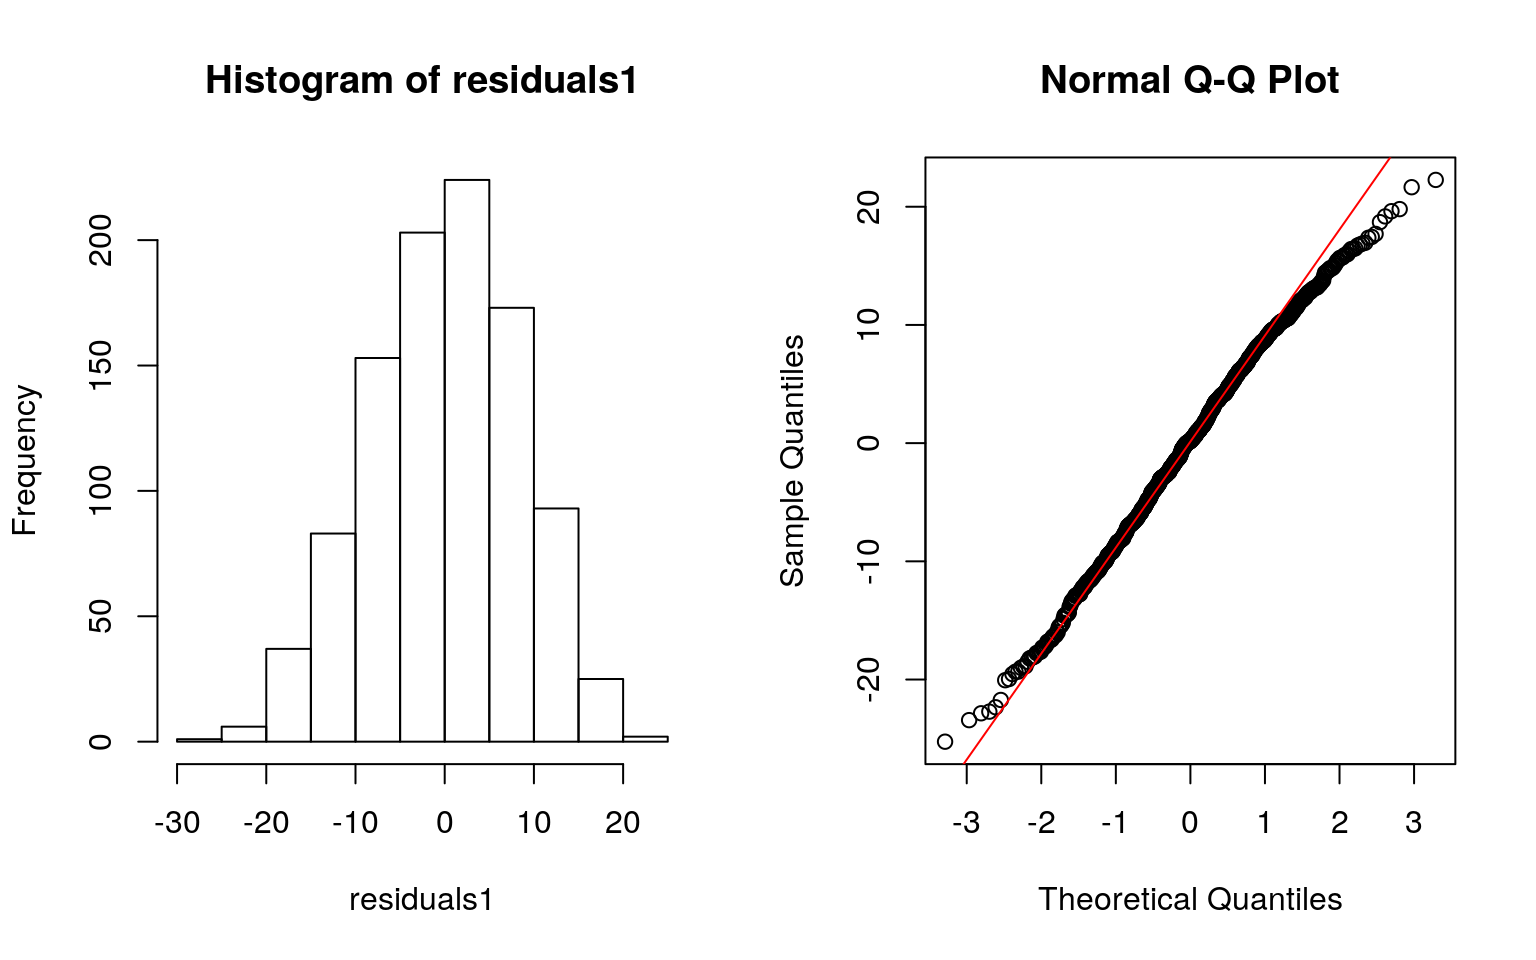 Histogram of residuals1
Frequency
0
50
100
150
200
-30 -20 -10 0 10 20
residuals1
Normal Q-Q Plot
Sample Quantiles
-20
-10
0
10
20
-3 -2 -1 0 1 2 3
Theoretical Quantiles